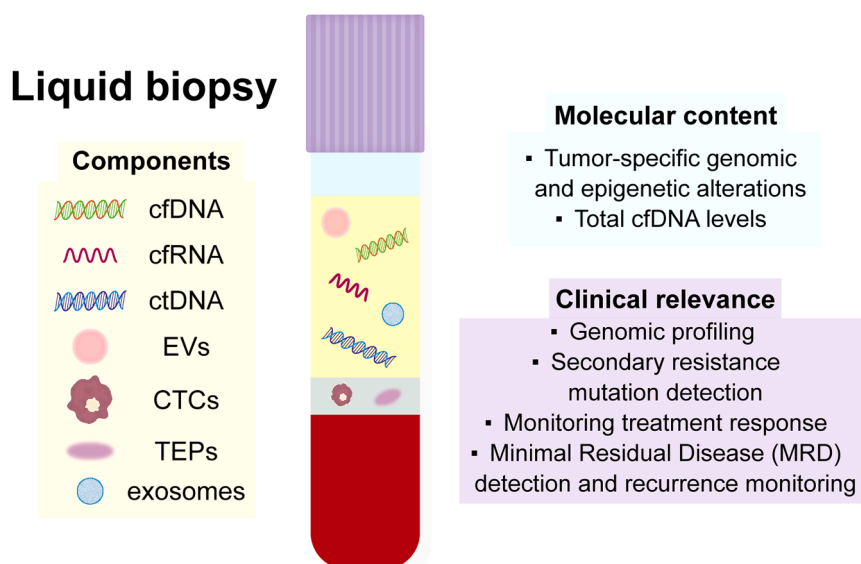 Liquid biopsy
Components
cfDNA
cfRNA
ctDNA
EVs
CTCs
TEPs
exosomes
Molecular content
▪ Tumor-specific genomic
and epigenetic alterations
▪ Total cfDNA levels
Clinical relevance
▪ Genomic profiling
▪ Secondary resistance
mutation detection
▪ Monitoring treatment response
▪ Minimal Residual Disease (MRD)
detection and recurrence monitoring